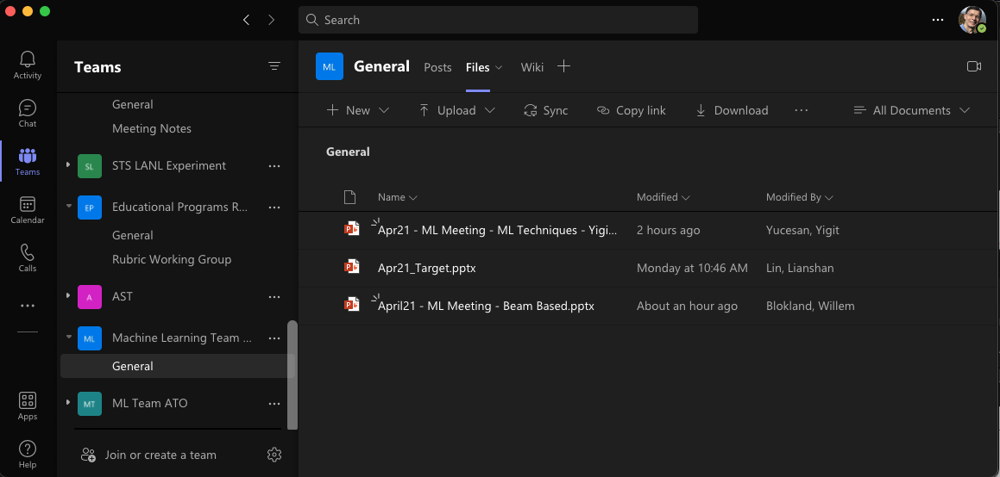 Search
Activity
Chat
Teams
Calendar
Calls
Apps
Help
Teams
General
Meeting Notes
SL STS LANL Experiment
EP Educational Programs R...
General
Rubric Working Group
A AST
ML Machine Learning Team ...
General
MT ML Team ATO
Join or create a team
ML General Posts Files Wiki
New Upload Sync Copy link Download All Documents
General
Name Modified Modified By
Apr21 - ML Meeting - ML Techniques - Yigi... 2 hours ago Yucesan, Yigit
Apr21_Target.pptx Monday at 10:46 AM Lin, Lianshan
April21 - ML Meeting - Beam Based.pptx About an hour ago Blokland, Willem